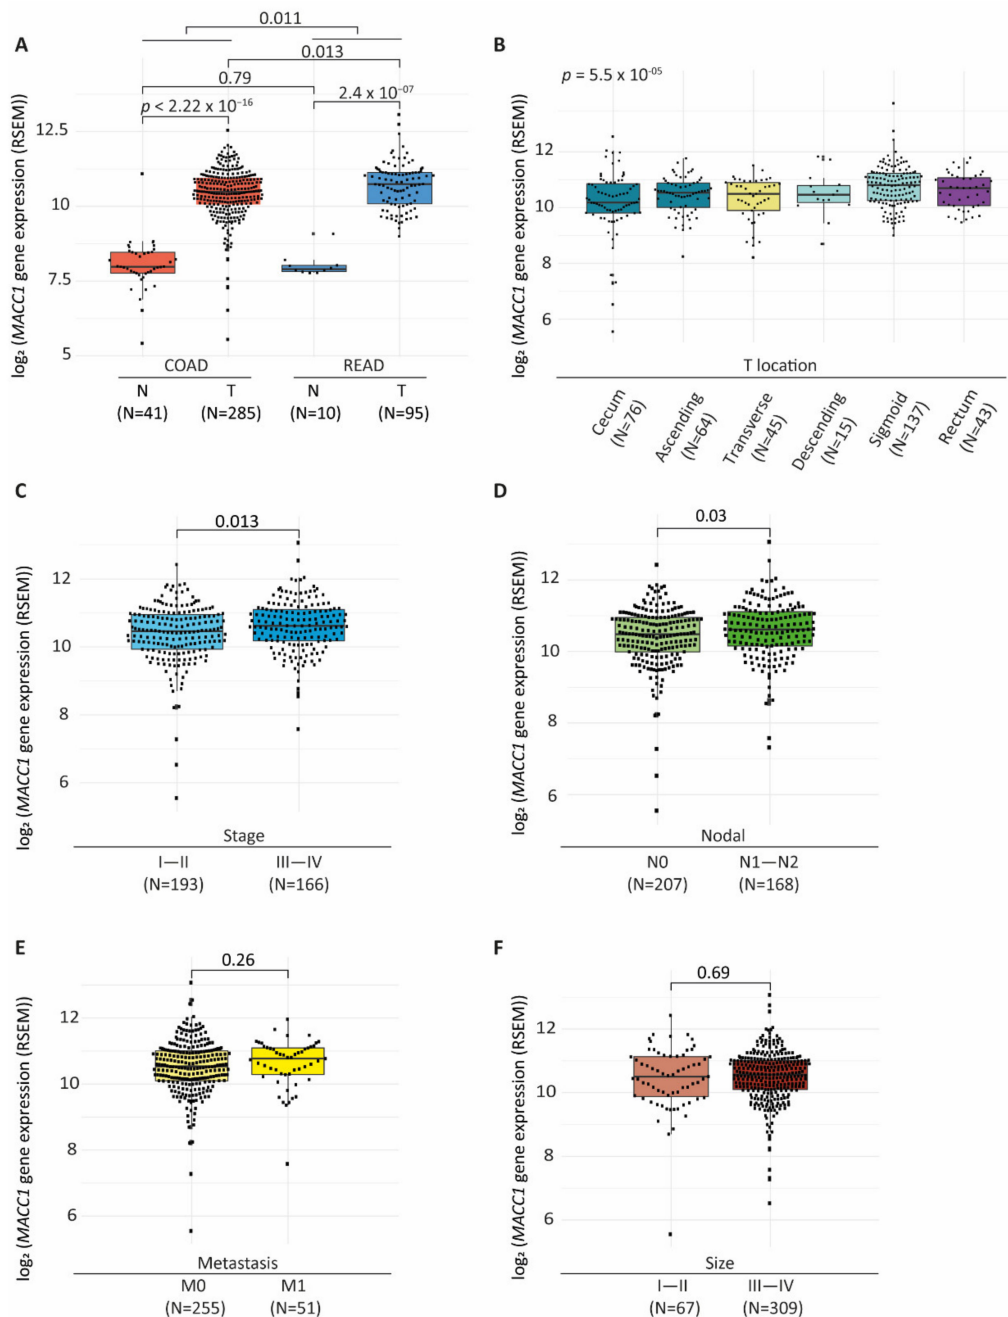 A
0.011
0.013
0.79
p < 2.22 x 10⁻¹⁶
2.4 x 10⁻⁰⁷
log₂ (MACC1 gene expression (RSEM))
12.5
10
7.5
5
COAD READ
N T N T
(N=41) (N=285) (N=10) (N=95)
B
p = 5.5 x 10⁻⁰⁵
log₂ (MACC1 gene expression (RSEM))
12
10
8
6
T location
Cecum
(N=76)
Ascending
(N=64)
Transverse
(N=45)
Descending
(N=15)
Sigmoid
(N=137)
Rectum
(N=43)
C
0.013
log₂ (MACC1 gene expression (RSEM))
12
10
8
6
Stage
I—II III—IV
(N=193) (N=166)
D
0.03
log₂ (MACC1 gene expression (RSEM))
12
10
8
6
Nodal
N0 N1—N2
(N=207) (N=168)
E
0.26
log₂ (MACC1 gene expression (RSEM))
12
10
8
6
Metastasis
M0 M1
(N=255) (N=51)
F
0.69
log₂ (MACC1 gene expression (RSEM))
12
10
8
6
Size
I—II III—IV
(N=67) (N=309)